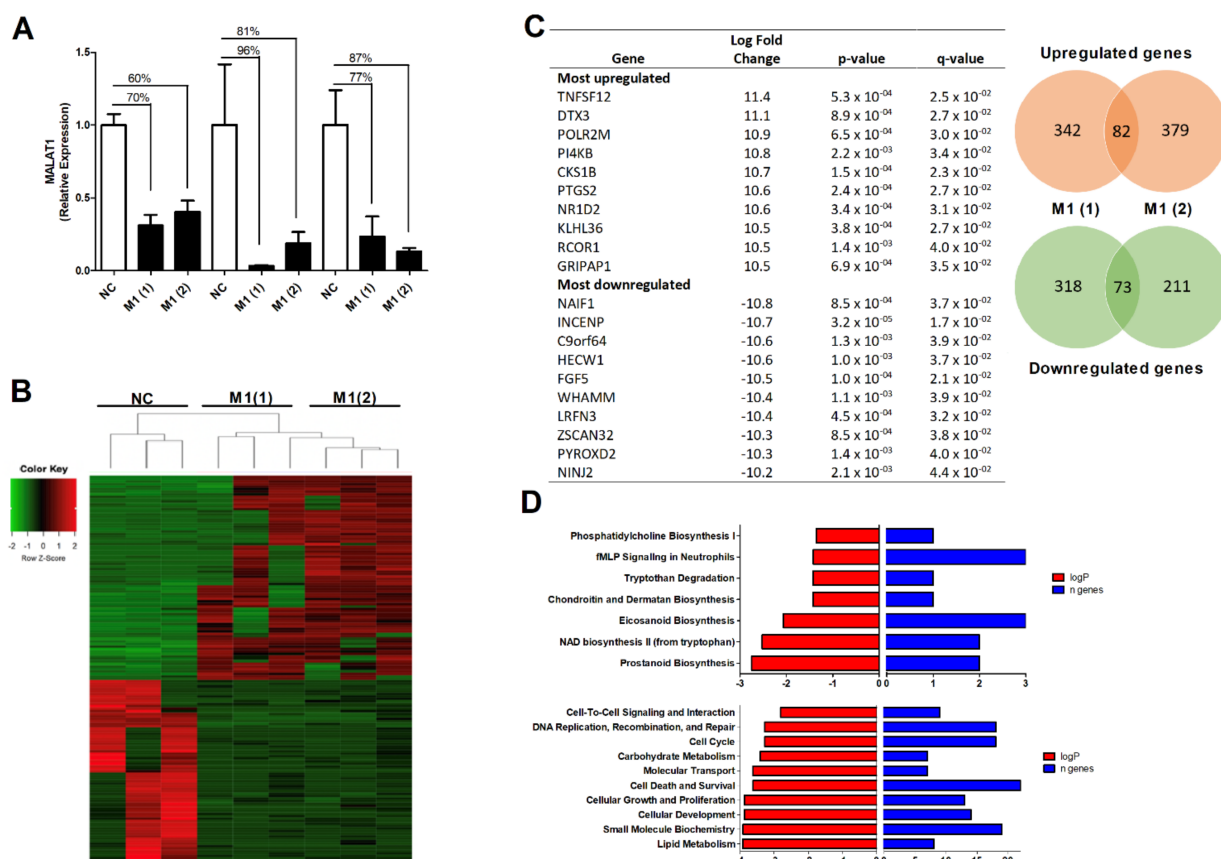 A
MALAT1
(Relative Expression)
1.5
1.0
0.5
0.0
70%
60%
96%
81%
77%
87%
NC
M1 (1)
M1 (2)
NC
M1 (1)
M1 (2)
NC
M1 (1)
M1 (2)
B
NC M1(1) M1(2)
Color Key
-2 -1 0 1 2
Row Z-Score
C
Gene Log Fold Change p-value q-value
Most upregulated
TNFSF12 11.4 5.3 x 10⁻⁰⁴ 2.5 x 10⁻⁰²
DTX3 11.1 8.9 x 10⁻⁰⁴ 2.7 x 10⁻⁰²
POLR2M 10.9 6.5 x 10⁻⁰⁴ 3.0 x 10⁻⁰²
PI4KB 10.8 2.2 x 10⁻⁰³ 3.4 x 10⁻⁰²
CKS1B 10.7 1.5 x 10⁻⁰⁴ 2.3 x 10⁻⁰²
PTGS2 10.6 2.4 x 10⁻⁰⁴ 2.7 x 10⁻⁰²
NR1D2 10.6 3.4 x 10⁻⁰⁴ 3.1 x 10⁻⁰²
KLHL36 10.5 3.8 x 10⁻⁰⁴ 2.7 x 10⁻⁰²
RCOR1 10.5 1.4 x 10⁻⁰³ 4.0 x 10⁻⁰²
GRIPAP1 10.5 6.9 x 10⁻⁰⁴ 3.5 x 10⁻⁰²
Most downregulated
NAIF1 -10.8 8.5 x 10⁻⁰⁴ 3.7 x 10⁻⁰²
INCENP -10.7 3.2 x 10⁻⁰⁵ 1.7 x 10⁻⁰²
C9orf64 -10.6 1.3 x 10⁻⁰³ 3.9 x 10⁻⁰²
HECW1 -10.6 1.0 x 10⁻⁰³ 3.7 x 10⁻⁰²
FGF5 -10.5 1.0 x 10⁻⁰⁴ 2.1 x 10⁻⁰²
WHAMM -10.4 1.1 x 10⁻⁰³ 3.9 x 10⁻⁰²
LRFN3 -10.4 4.5 x 10⁻⁰⁴ 3.2 x 10⁻⁰²
ZSCAN32 -10.3 8.5 x 10⁻⁰⁴ 3.8 x 10⁻⁰²
PYROXD2 -10.3 1.4 x 10⁻⁰³ 4.0 x 10⁻⁰²
NINJ2 -10.2 2.1 x 10⁻⁰³ 4.4 x 10⁻⁰²
Upregulated genes
342 82 379
M1 (1) M1 (2)
318 73 211
Downregulated genes
D
Phosphatidylcholine Biosynthesis I
fMLP Signallng in Neutrophils
Tryptothan Degradation
Chondroitin and Dermatan Biosynthesis
Eicosanoid Biosynthesis
NAD biosynthesis II (from tryptophan)
Prostanoid Biosynthesis
-3 -2 -1 0 0 1 2 3
logP
n genes
Cell-To-Cell Signaling and Interaction
DNA Replication, Recombination, and Repair
Cell Cycle
Carbohydrate Metabolism
Molecular Transport
Cell Death and Survival
Cellular Growth and Proliferation
Cellular Development
Small Molecule Biochemistry
Lipid Metabolism
logP
n genes